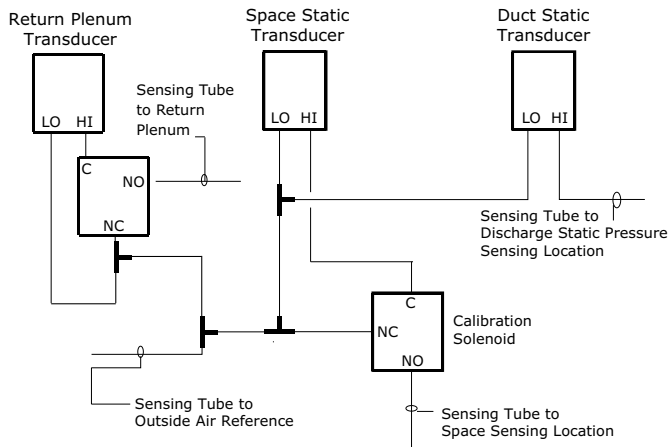 Return Plenum
Transducer
Space Static
Transducer
Duct Static
Transducer
LO HI
LO HI
LO HI
Sensing Tube
to Return
Plenum
C
NO
NC
Sensing Tube to
Discharge Static Pressure
Sensing Location
C
NC
NO
Calibration
Solenoid
Sensing Tube to
Outside Air Reference
Sensing Tube to
Space Sensing Location